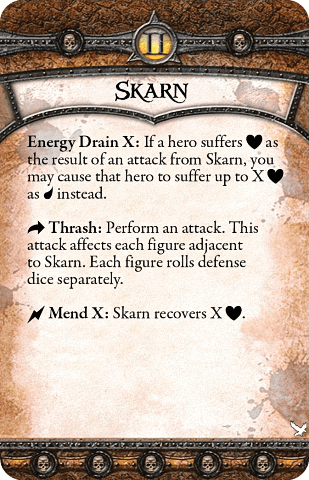 II
SKARN
Energy Drain X: If a hero suffers ♥ as
the result of an attack from Skarn, you
may cause that hero to suffer up to X ♥
as 💧 instead.
➡ Thrash: Perform an attack. This
attack affects each figure adjacent
to Skarn. Each figure rolls defense
dice separately.
⚡ Mend X: Skarn recovers X ♥.